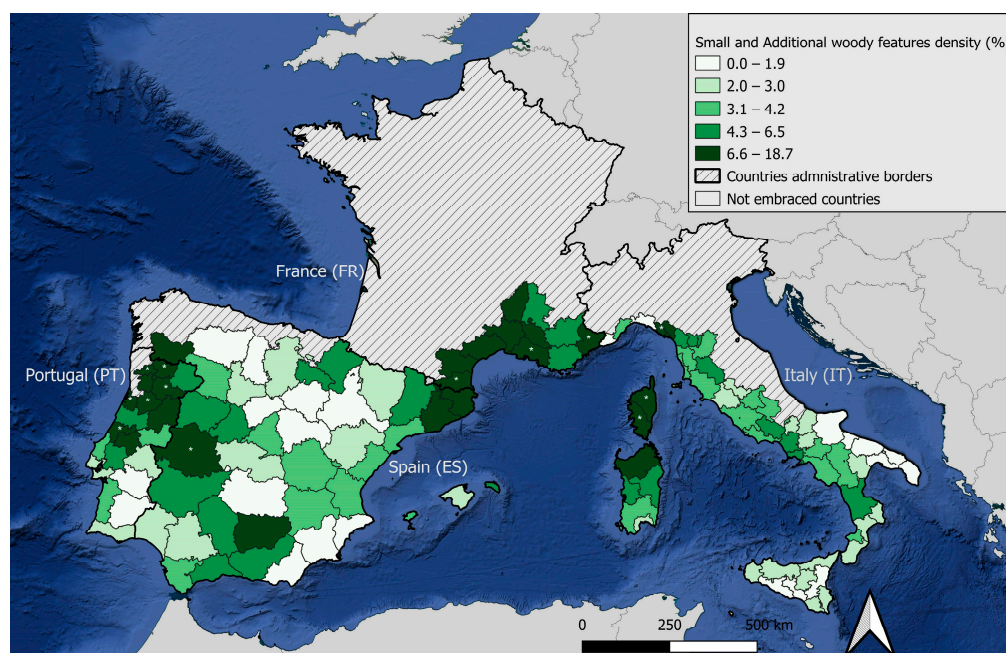 Small and Additional woody features density (%
0.0 – 1.9
2.0 – 3.0
3.1 – 4.2
4.3 – 6.5
6.6 – 18.7
Countries admnistrative borders
Not embraced countries
France (FR)
Portugal (PT)
Italy (IT)
Spain (ES)
0 250 500 km